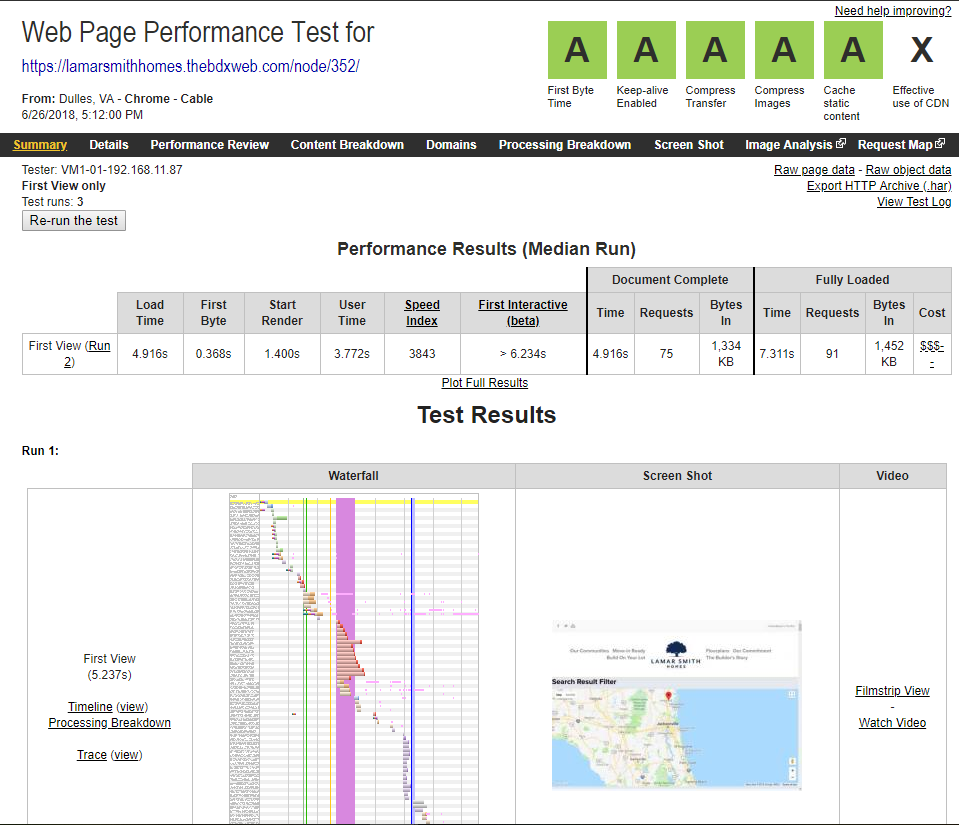 Need help improving?
Web Page Performance Test for
https://lamarsmithhomes.thebdxweb.com/node/352/
From: Dulles, VA - Chrome - Cable
6/26/2018, 5:12:00 PM
A A A A A X
First Byte Time
Keep-alive Enabled
Compress Transfer
Compress Images
Cache static content
Effective use of CDN
Summary Details Performance Review Content Breakdown Domains Processing Breakdown Screen Shot Image Analysis Request Map
Tester: VM1-01-192.168.11.87
First View only
Test runs: 3
Re-run the test
Raw page data - Raw object data
Export HTTP Archive (.har)
View Test Log
Performance Results (Median Run)
Document Complete Fully Loaded
Load Time First Byte Start Render User Time Speed Index First Interactive (beta) Time Requests Bytes In Time Requests Bytes In Cost
First View (Run 2) 4.916s 0.368s 1.400s 3.772s 3843 > 6.234s 4.916s 75 1,334 KB 7.311s 91 1,452 KB $$$--
Plot Full Results
Test Results
Run 1:
Waterfall Screen Shot Video
First View
(5.237s)
Timeline (view)
Processing Breakdown
Trace (view)
Our Communities Move-in Ready
Build On Your Lot
LAMAR SMITH
HOMES
Floorplans Our Commitment
The Builder's Story
Search Result Filter
Filmstrip View
-
Watch Video